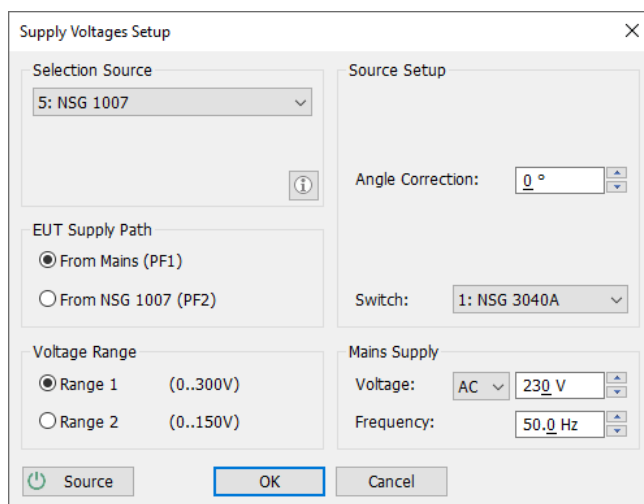 Supply Voltages Setup
Selection Source
5: NSG 1007
EUT Supply Path
From Mains (PF1)
From NSG 1007 (PF2)
Voltage Range
Range 1 (0..300V)
Range 2 (0..150V)
Source Setup
Angle Correction: 0 °
Switch: 1: NSG 3040A
Mains Supply
Voltage: AC 230 V
Frequency: 50.0 Hz
Source OK Cancel